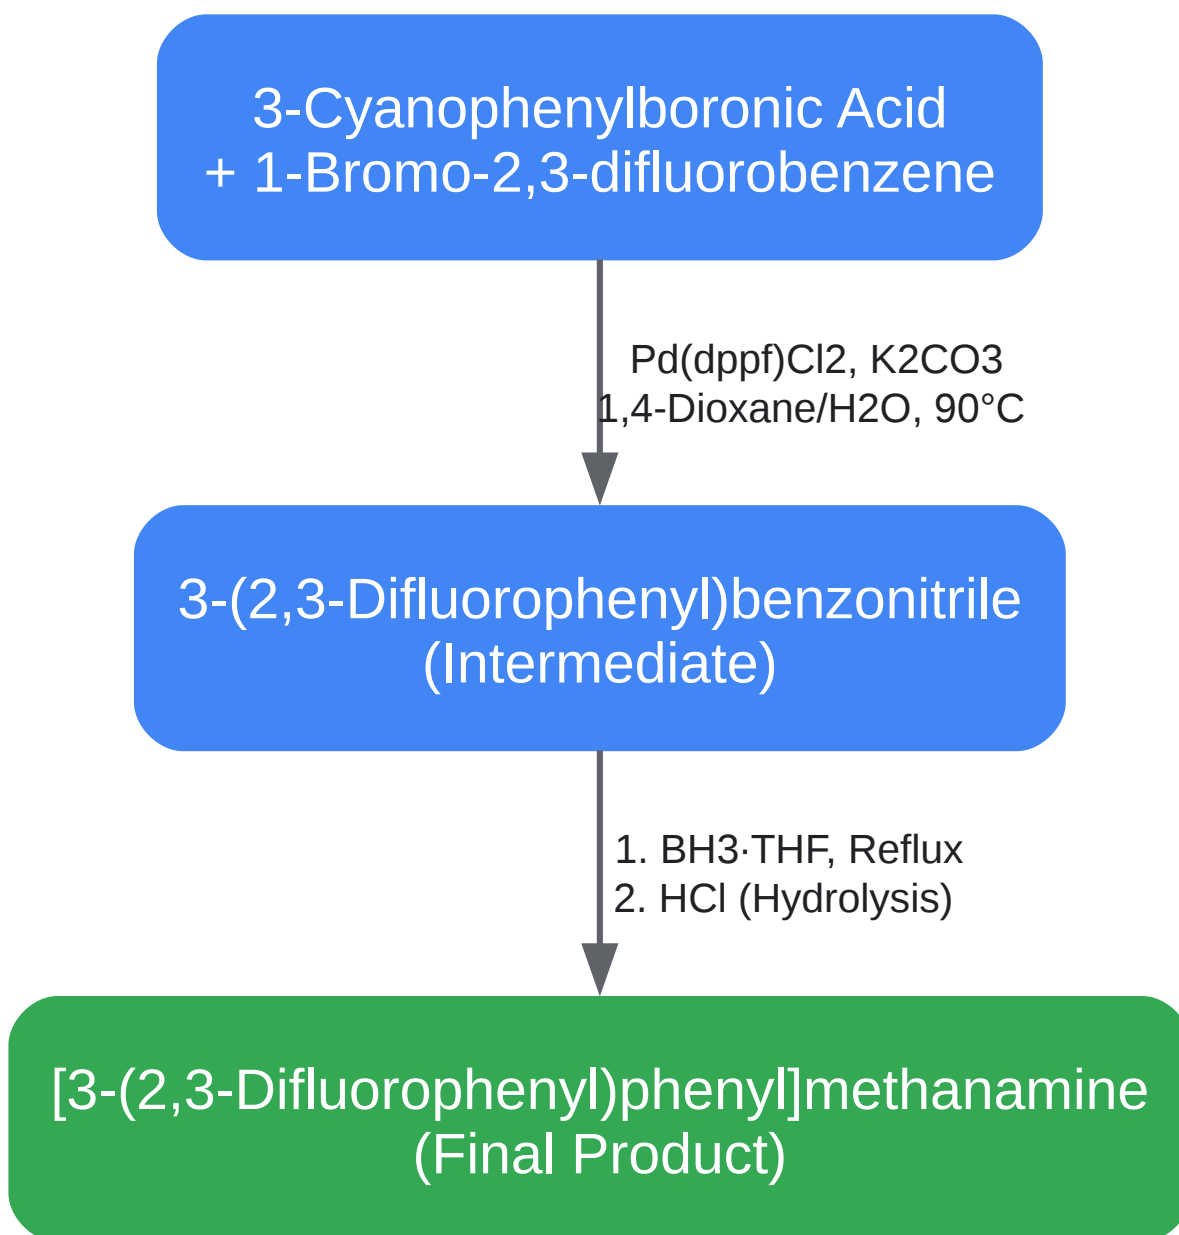 3-Cyanophenylboronic Acid
+ 1-Bromo-2,3-difluorobenzene
Pd(dppf)Cl2, K2CO3
1,4-Dioxane/H2O, 90°C
3-(2,3-Difluorophenyl)benzonitrile
(Intermediate)
1. BH3·THF, Reflux
2. HCl (Hydrolysis)
[3-(2,3-Difluorophenyl)phenyl]methanamine
(Final Product)